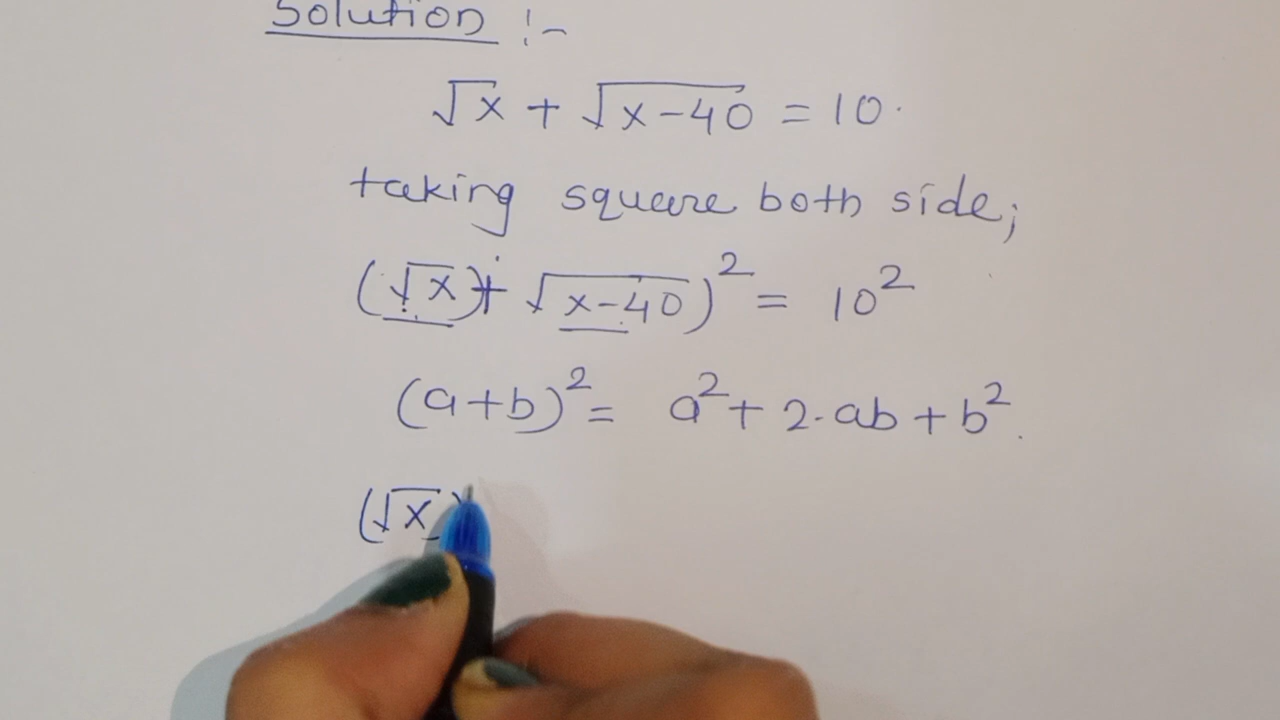 Solution :-
√x + √x-40 = 10.
taking square both side;
(√x)+ √x-40)² = 10²
(a+b)² = a² + 2.ab + b².
(√x)